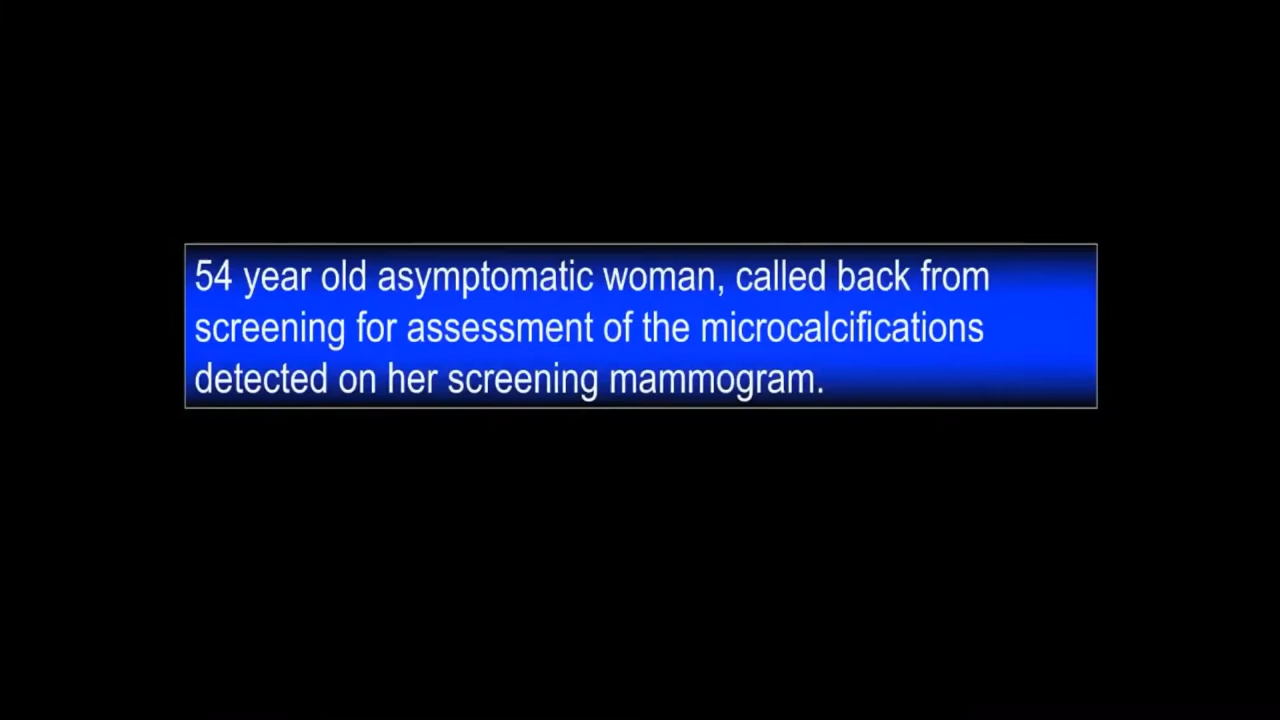 54 year old asymptomatic woman, called back from
screening for assessment of the microcalcifications
detected on her screening mammogram.